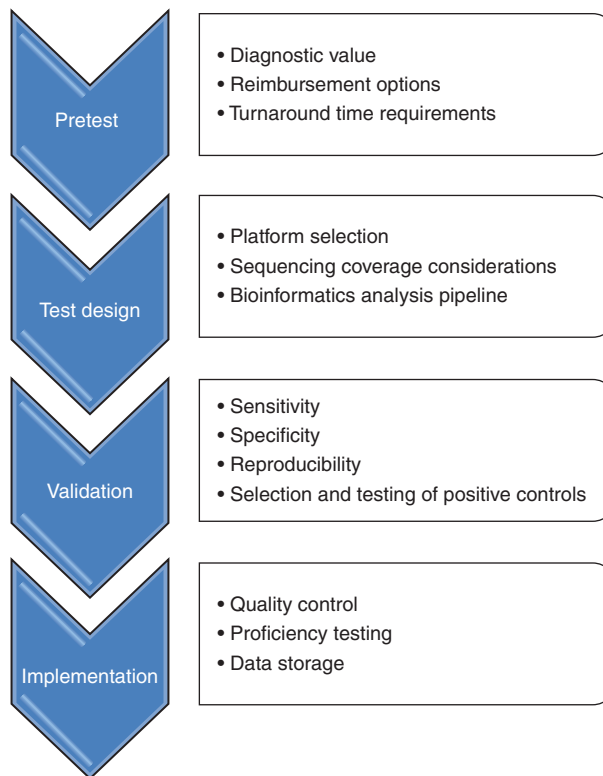 Pretest
• Diagnostic value
• Reimbursement options
• Turnaround time requirements
Test design
• Platform selection
• Sequencing coverage considerations
• Bioinformatics analysis pipeline
Validation
• Sensitivity
• Specificity
• Reproducibility
• Selection and testing of positive controls
Implementation
• Quality control
• Proficiency testing
• Data storage